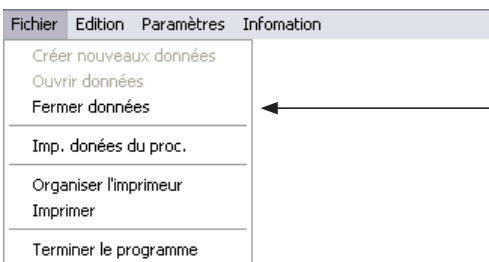 Fichier Edition Paramètres Infomation
Créer nouveaux données
Ouvrir données
Fermer données
Imp. donées du proc.
Organiser l'imprimeur
Imprimer
Terminer le programme